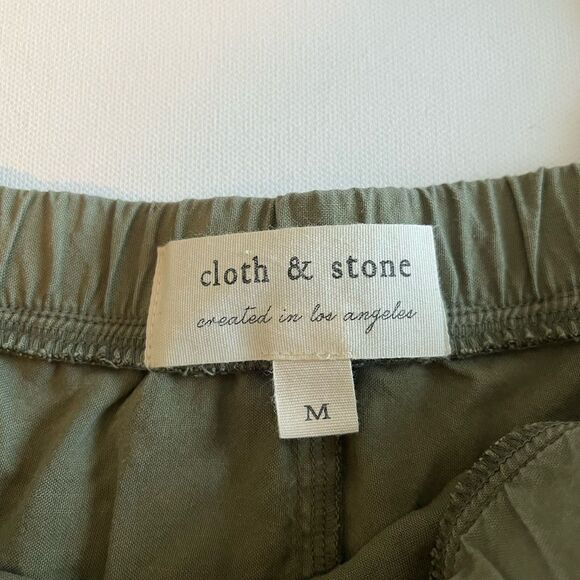 cloth & stone
created in los angeles
M